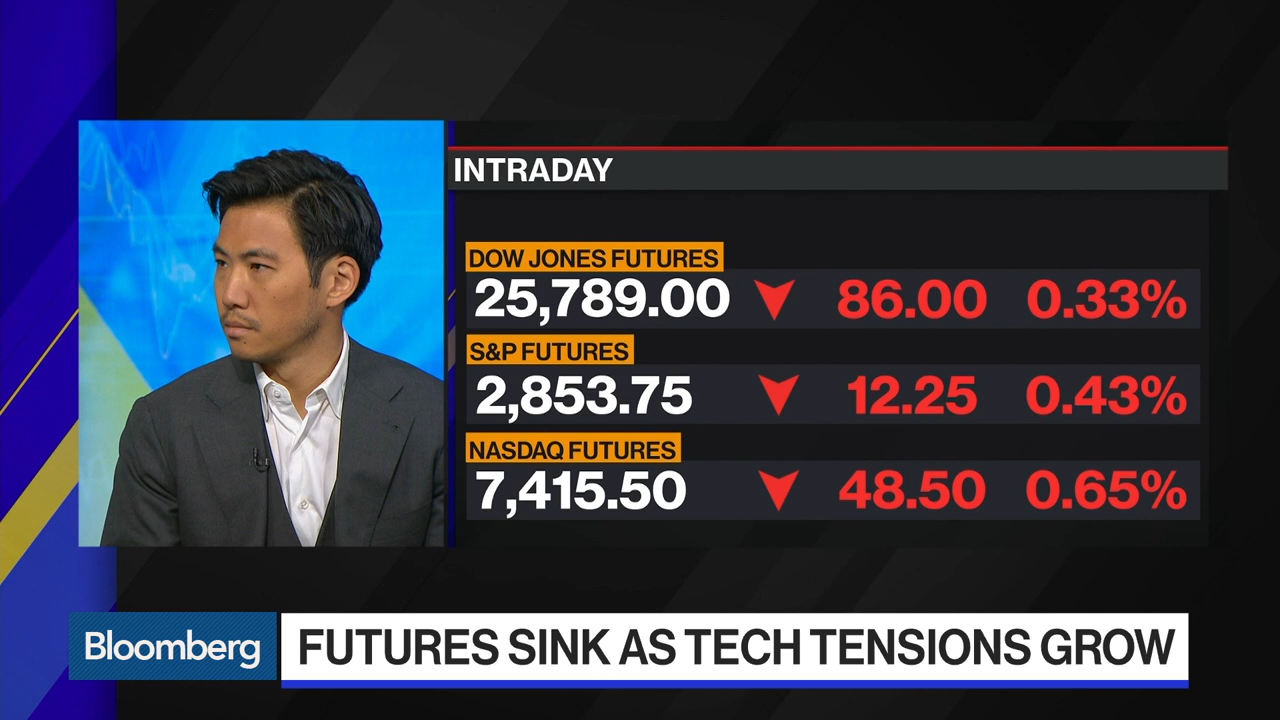 INTRADAY
DOW JONES FUTURES
25,789.00 86.00 0.33%
S&P FUTURES
2,853.75 12.25 0.43%
NASDAQ FUTURES
7,415.50 48.50 0.65%
Bloomberg FUTURES SINK AS TECH TENSIONS GROW